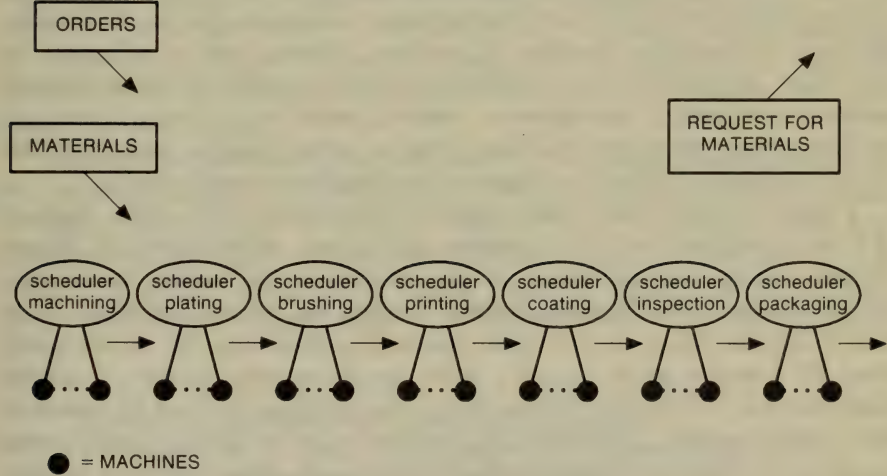 ORDERS
MATERIALS
REQUEST FOR
MATERIALS
scheduler
machining
scheduler
plating
scheduler
brushing
scheduler
printing
scheduler
coating
scheduler
inspection
scheduler
packaging
= MACHINES